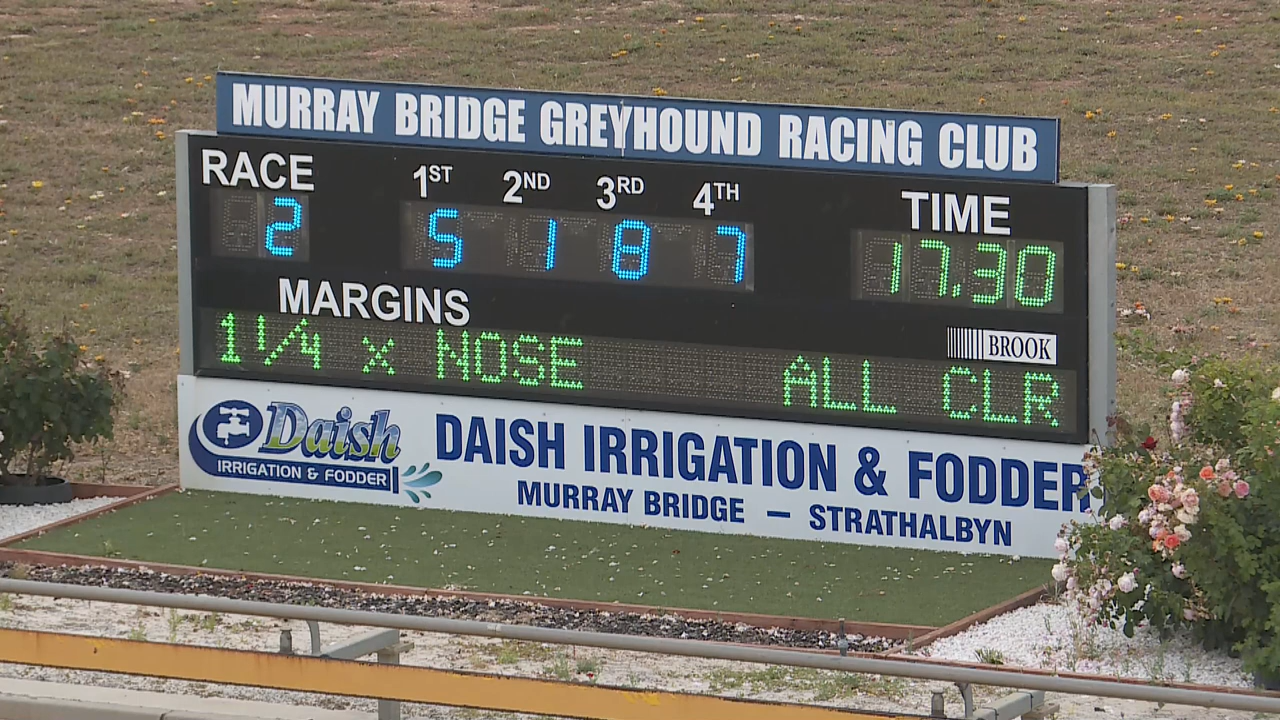 MURRAY BRIDGE GREYHOUND RACING CLUB
RACE 1ST 2ND 3RD 4TH TIME
2 5 1 8 7 17.30
MARGINS
BROOK
1 1/4 x NOSE ALL CLR
Daish
IRRIGATION & FODDER
DAISH IRRIGATION & FODDER
MURRAY BRIDGE – STRATHALBYN